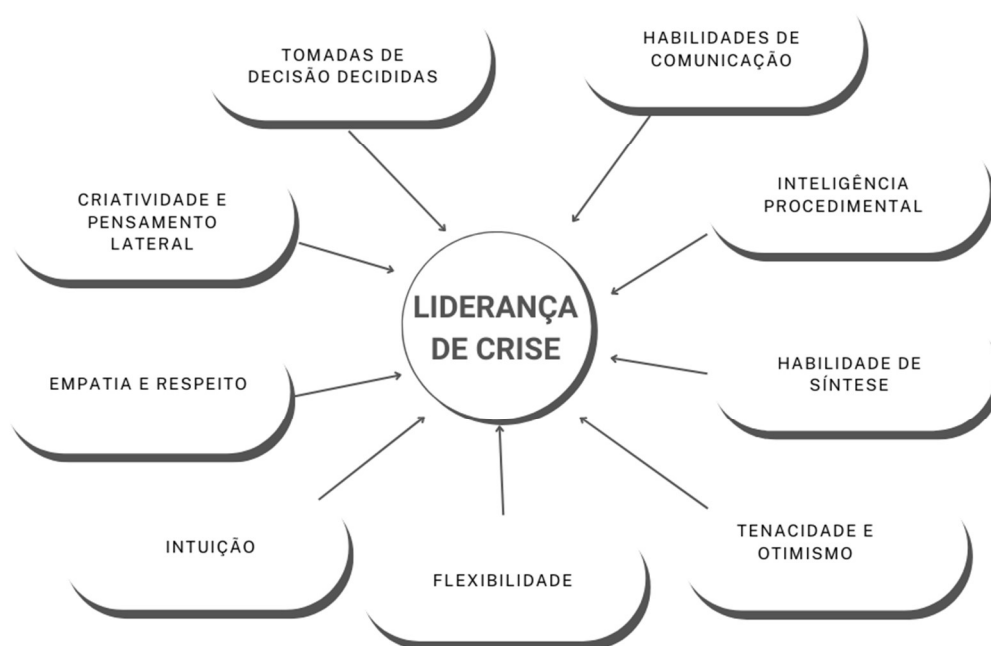 TOMADAS DE
DECISÃO DECIDIDAS
HABILIDADES DE
COMUNICAÇÃO
CRIATIVIDADE E
PENSAMENTO
LATERAL
INTELIGÊNCIA
PROCEDIMENTAL
LIDERANÇA
DE CRISE
EMPATIA E RESPEITO
HABILIDADE DE
SÍNTESE
INTUIÇÃO
FLEXIBILIDADE
TENACIDADE E
OTIMISMO